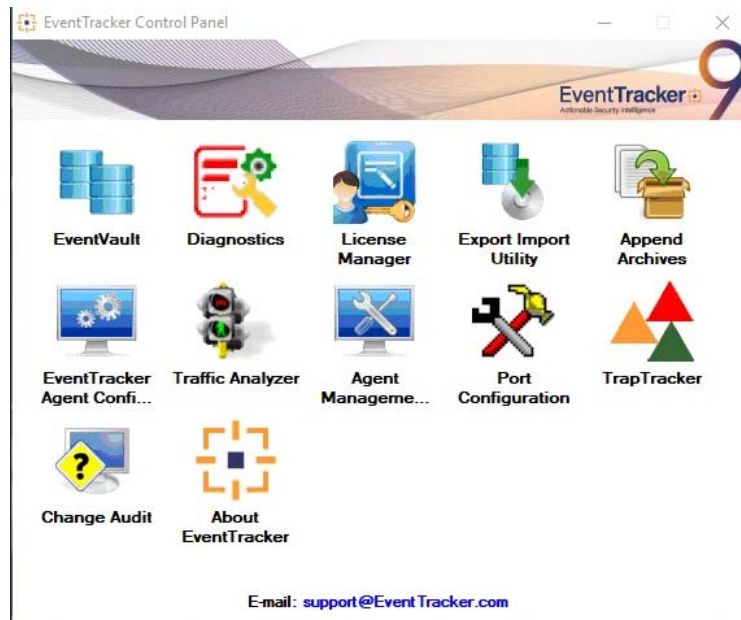 EventTracker Control Panel
EventTracker 9
Actionable Security Intelligence
EventVault
Diagnostics
License
Manager
Export Import
Utility
Append
Archives
EventTracker
Agent Confi...
Traffic Analyzer
Agent
Manageme...
Port
Configuration
TrapTracker
Change Audit
About
EventTracker
E-mail: support@EventTracker.com